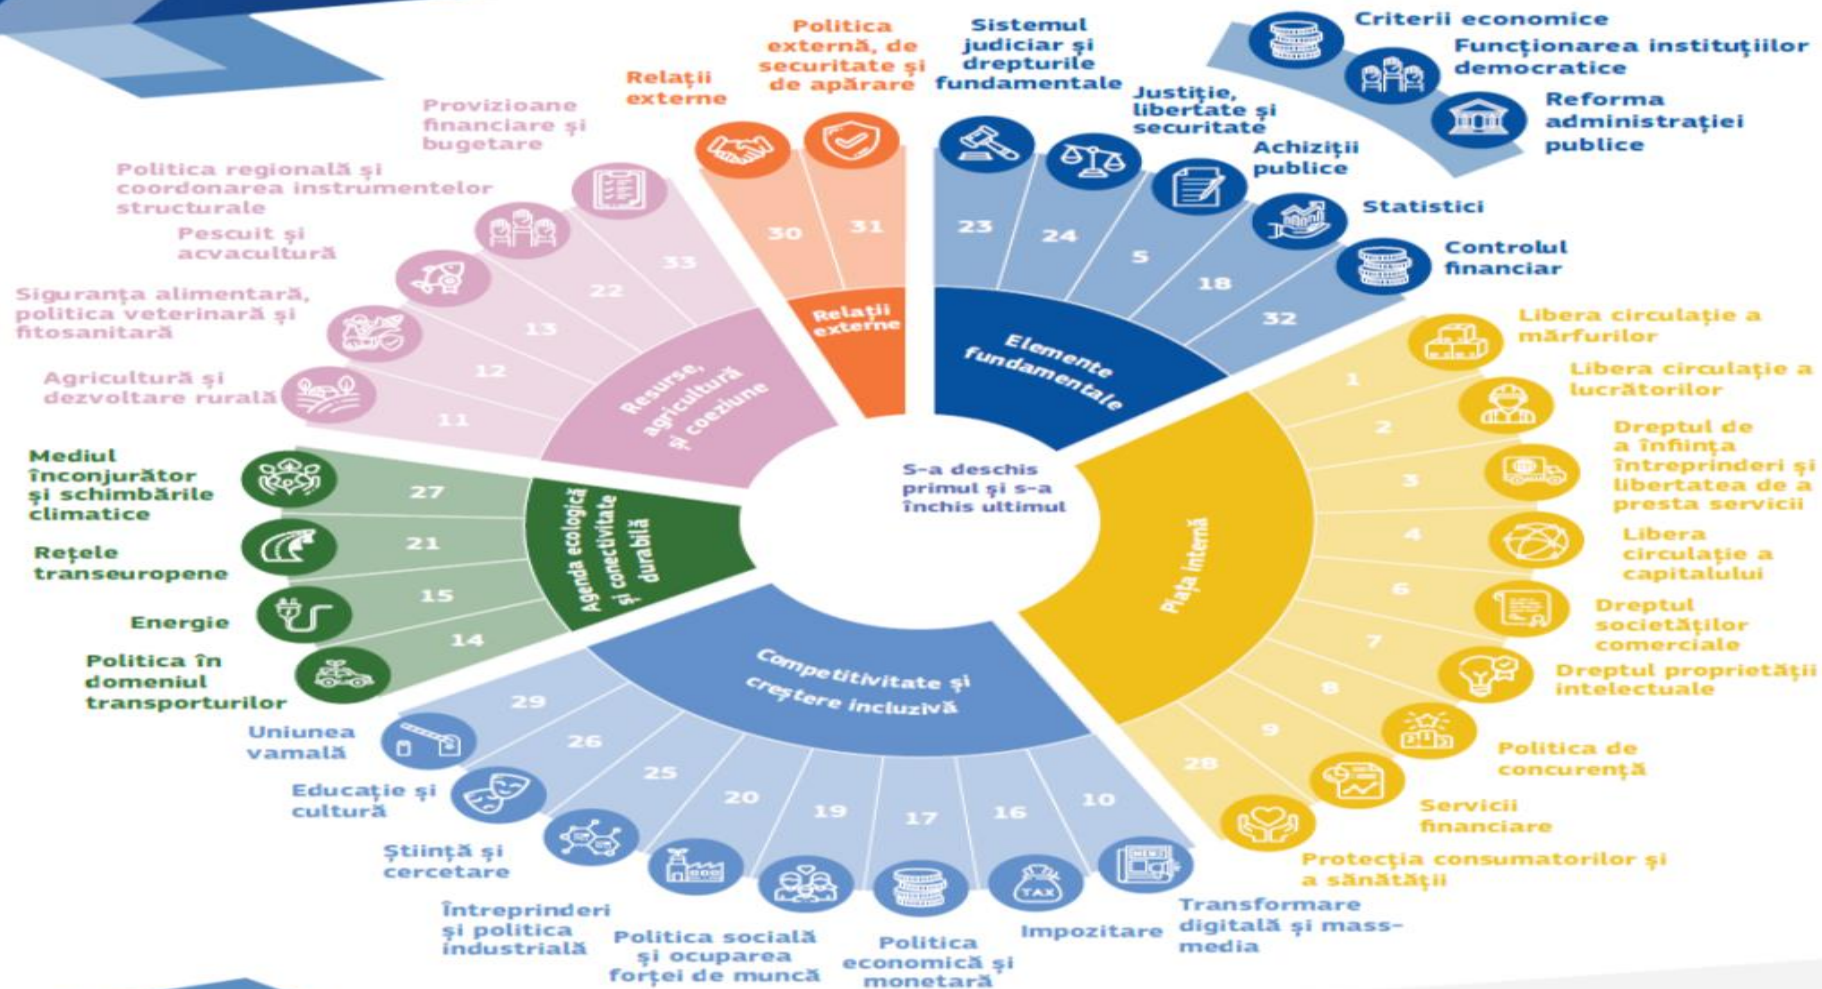 Politica
externă, de
securitate și
de apărare
Relații
externe
Sistemul
judiciar și
drepturile
fundamentale
Justiție,
libertate și
securitate
Achiziții
publice
Statistici
Controlul
financiar
Criterii economice
Funcționarea instituțiilor
democratice
Reforma
administrației
publice
Provizioane
financiare și
bugetare
Politica regională și
coordonarea instrumentelor
structurale
Pescuit și
acvacultură
Siguranța alimentară,
politica veterinară și
fitosanitară
Agricultură și
dezvoltare rurală
30
31
23
24
5
18
32
33
22
13
12
11
Relații
externe
Elemente
fundamentale
Resurse,
agricultură
și coeziune
S-a deschis
primul și s-a
închis ultimul
Libera circulație a
mărfurilor
Libera circulație a
lucrătorilor
Dreptul de
a înființa
întreprinderi și
libertatea de a
presta servicii
Libera
circulație a
capitalului
Dreptul
societăților
comerciale
Dreptul proprietății
intelectuale
Politica de
concurență
Servicii
financiare
Protecția consumatorilor și
a sănătății
1
2
3
4
6
7
8
9
28
Piața internă
Mediul
înconjurător
și schimbările
climatice
Rețele
transeuropene
Energie
Politica în
domeniul
transporturilor
27
21
15
14
Agenda ecologică
și conectivitate
durabilă
Competitivitate și
creștere incluzivă
29
26
25
20
19
17
16
10
Uniunea
vamală
Educație și
cultură
Știință și
cercetare
Întreprinderi
și politica
industrială
Politica socială
și ocuparea
forței de muncă
Politica
economică și
monetară
TAX
Impozitare
NEWS
Transformare
digitală și mass-
media